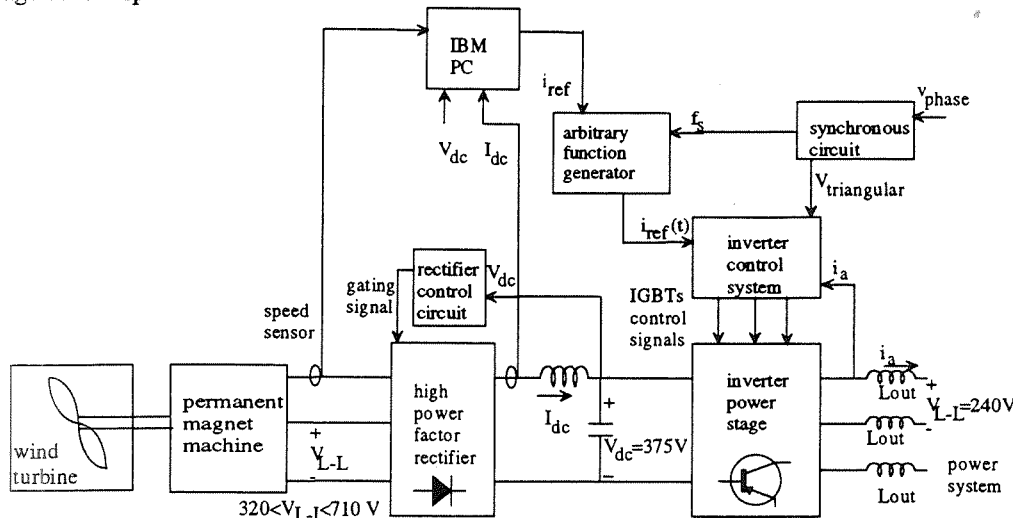 IBM
PC
i_ref
V_dc
I_dc
arbitrary
function
generator
f_s
synchronous
circuit
v_phase
V_triangular
i_ref(t)
inverter
control
system
i_a
rectifier
control
circuit
V_dc
gating
signal
speed
sensor
IGBTs
control
signals
wind
turbine
permanent
magnet
machine
+
V_L-L
-
320<V_L-L<710 V
high
power
factor
rectifier
I_dc
+
V_dc=375V
-
inverter
power
stage
i_a
Lout
+
V_L-L=240V
-
Lout
Lout
power
system